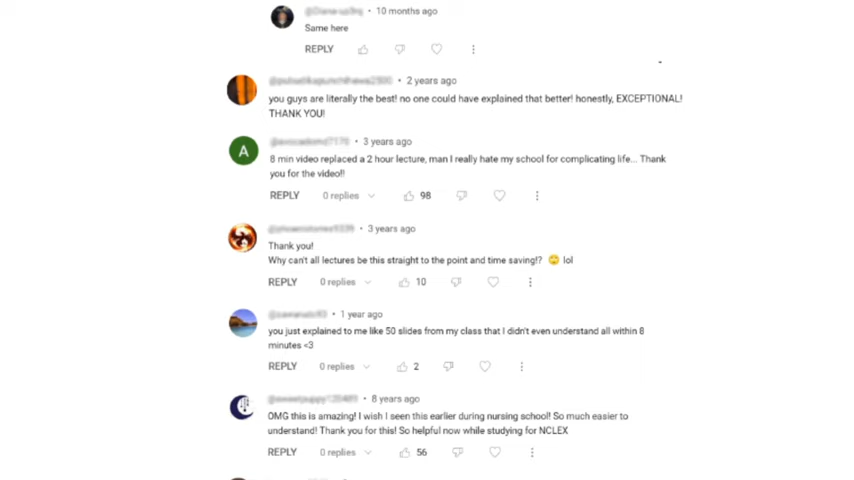 • 10 months ago
Same here
REPLY
• 2 years ago
you guys are literally the best! no one could have explained that better! honestly, EXCEPTIONAL!
THANK YOU!
A
• 3 years ago
8 min video replaced a 2 hour lecture, man I really hate my school for complicating life... Thank
you for the video!!
REPLY 0 replies 98
• 3 years ago
Thank you!
Why can't all lectures be this straight to the point and time saving!? 🙄 lol
REPLY 0 replies 10
• 1 year ago
you just explained to me like 50 slides from my class that I didn't even understand all within 8
minutes <3
REPLY 0 replies 2
• 8 years ago
OMG this is amazing! I wish I seen this earlier during nursing school! So much easier to
understand! Thank you for this! So helpful now while studying for NCLEX
REPLY 0 replies 56